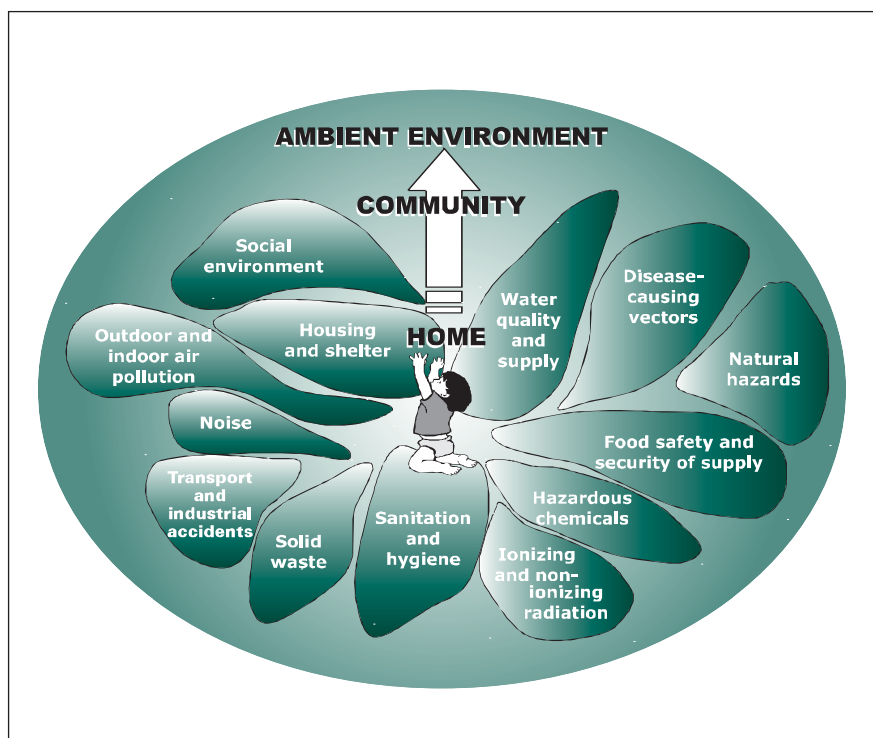 AMBIENT ENVIRONMENT
COMMUNITY
HOME
Social
environment
Housing
and shelter
Outdoor and
indoor air
pollution
Noise
Transport
and
industrial
accidents
Solid
waste
Sanitation
and
hygiene
Water
quality
and
supply
Disease-
causing
vectors
Natural
hazards
Food safety and
security of supply
Hazardous
chemicals
Ionizing
and non-
ionizing
radiation